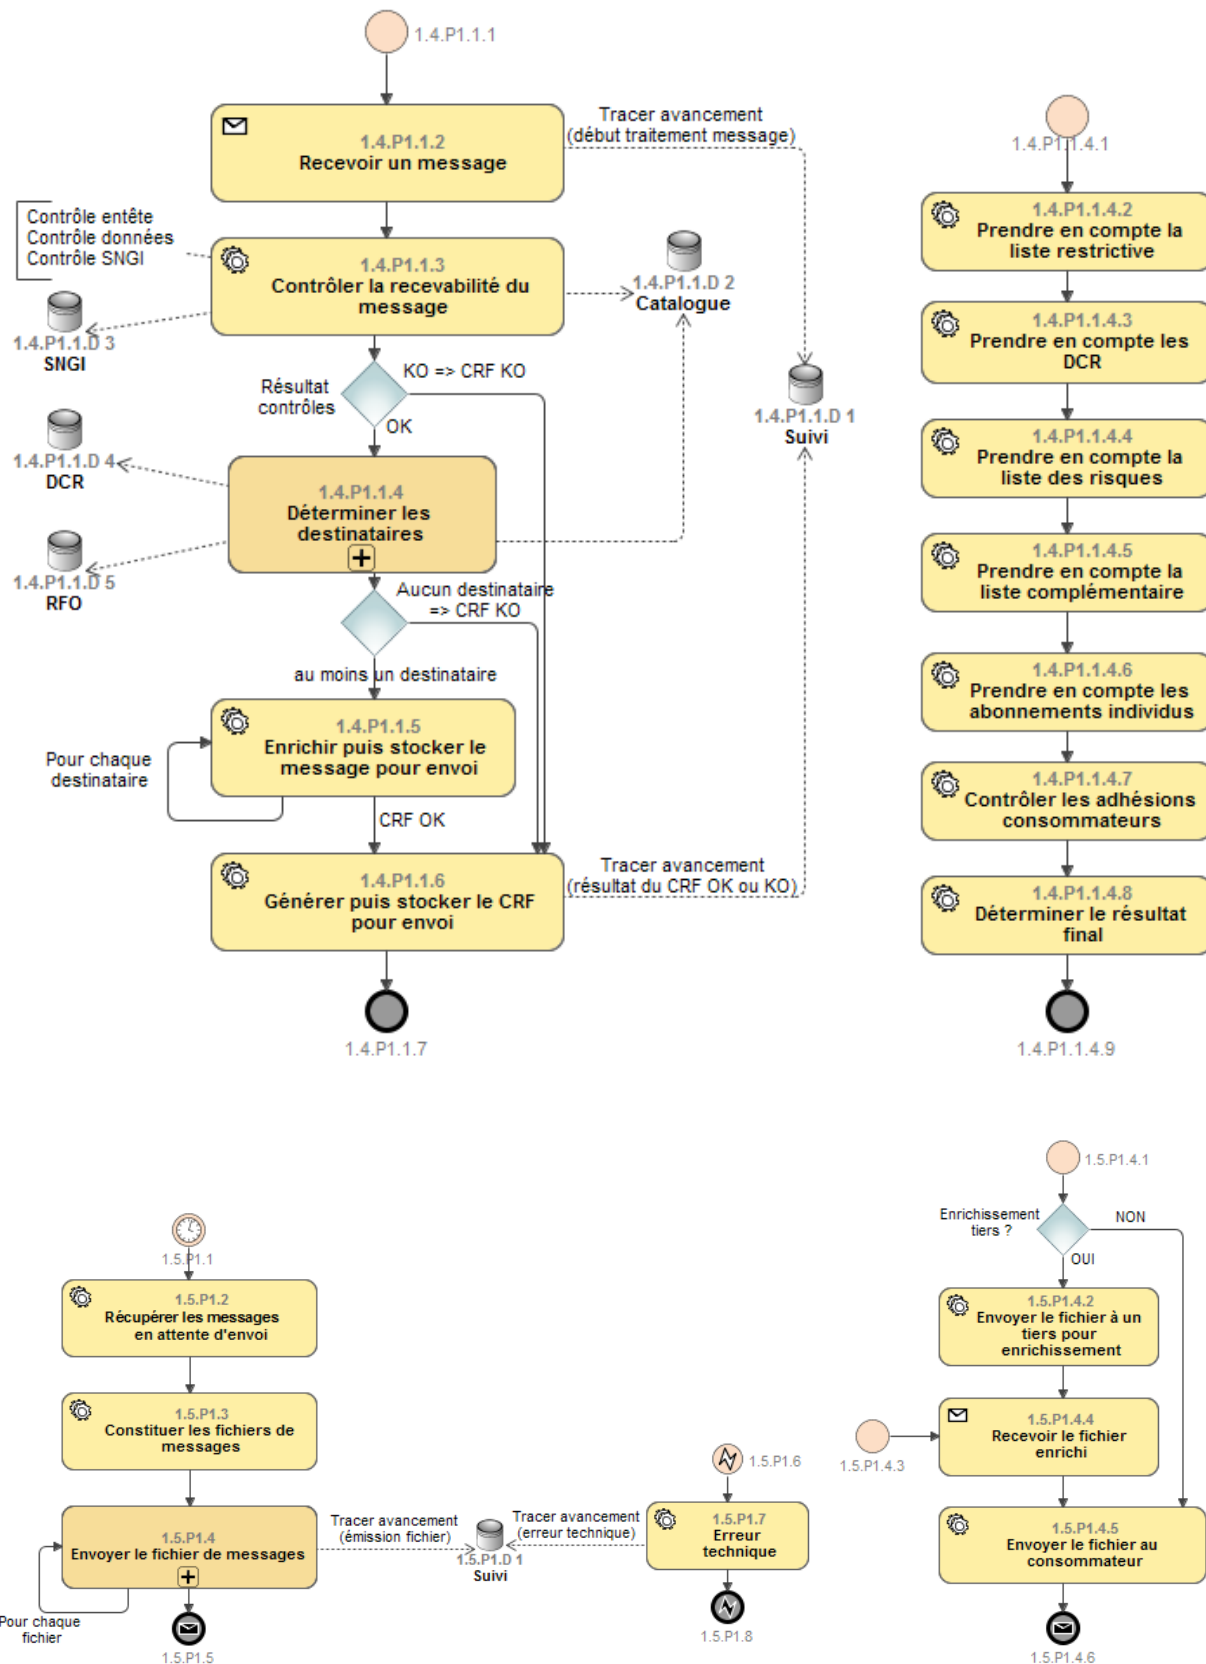 1.4.P1.1.1
1.4.P1.1.2
Recevoir un message
Tracer avancement
(début traitement message)
Contrôle entête
Contrôle données
Contrôle SNGI
1.4.P1.1.3
Contrôler la recevabilité du
message
1.4.P1.1.D 2
Catalogue
1.4.P1.1.D 3
SNGI
Résultat
contrôles
KO => CRF KO
OK
1.4.P1.1.D 1
Suivi
1.4.P1.1.D 4
DCR
1.4.P1.1.4
Déterminer les
destinataires
1.4.P1.1.D 5
RFO
Aucun destinataire
=> CRF KO
au moins un destinataire
1.4.P1.1.5
Enrichir puis stocker le
message pour envoi
Pour chaque
destinataire
CRF OK
1.4.P1.1.6
Générer puis stocker le CRF
pour envoi
Tracer avancement
(résultat du CRF OK ou KO)
1.4.P1.1.7
1.4.P1.1.4.1
1.4.P1.1.4.2
Prendre en compte la
liste restrictive
1.4.P1.1.4.3
Prendre en compte les
DCR
1.4.P1.1.4.4
Prendre en compte la
liste des risques
1.4.P1.1.4.5
Prendre en compte la
liste complémentaire
1.4.P1.1.4.6
Prendre en compte les
abonnements individus
1.4.P1.1.4.7
Contrôler les adhésions
consommateurs
1.4.P1.1.4.8
Déterminer le résultat
final
1.4.P1.1.4.9
1.5.P1.1
1.5.P1.2
Récupérer les messages
en attente d'envoi
1.5.P1.3
Constituer les fichiers de
messages
1.5.P1.4
Envoyer le fichier de messages
Pour chaque
fichier
1.5.P1.5
Tracer avancement
(émission fichier)
1.5.P1.D 1
Suivi
Tracer avancement
(erreur technique)
1.5.P1.6
1.5.P1.7
Erreur
technique
1.5.P1.8
1.5.P1.4.1
Enrichissement
tiers ?
NON
OUI
1.5.P1.4.2
Envoyer le fichier à un
tiers pour
enrichissement
1.5.P1.4.3
1.5.P1.4.4
Recevoir le fichier
enrichi
1.5.P1.4.5
Envoyer le fichier au
consommateur
1.5.P1.4.6